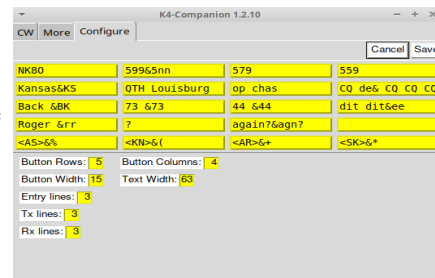 K4-Companion 1.2.10
CW More Configure
Cancel Save
NK8O 599&5nn 579 559
Kansas&KS QTH Louisburg op chas CQ de& CQ CQ CQ
Back &BK 73 &73 44 &44 dit dit&ee
Roger &rr ? again?&agn?
<AS>&% <KN>&( <AR>&+ <SK>&*
Button Rows: 5 Button Columns: 4
Button Width: 15 Text Width: 63
Entry lines: 3
Tx lines: 3
Rx lines: 3